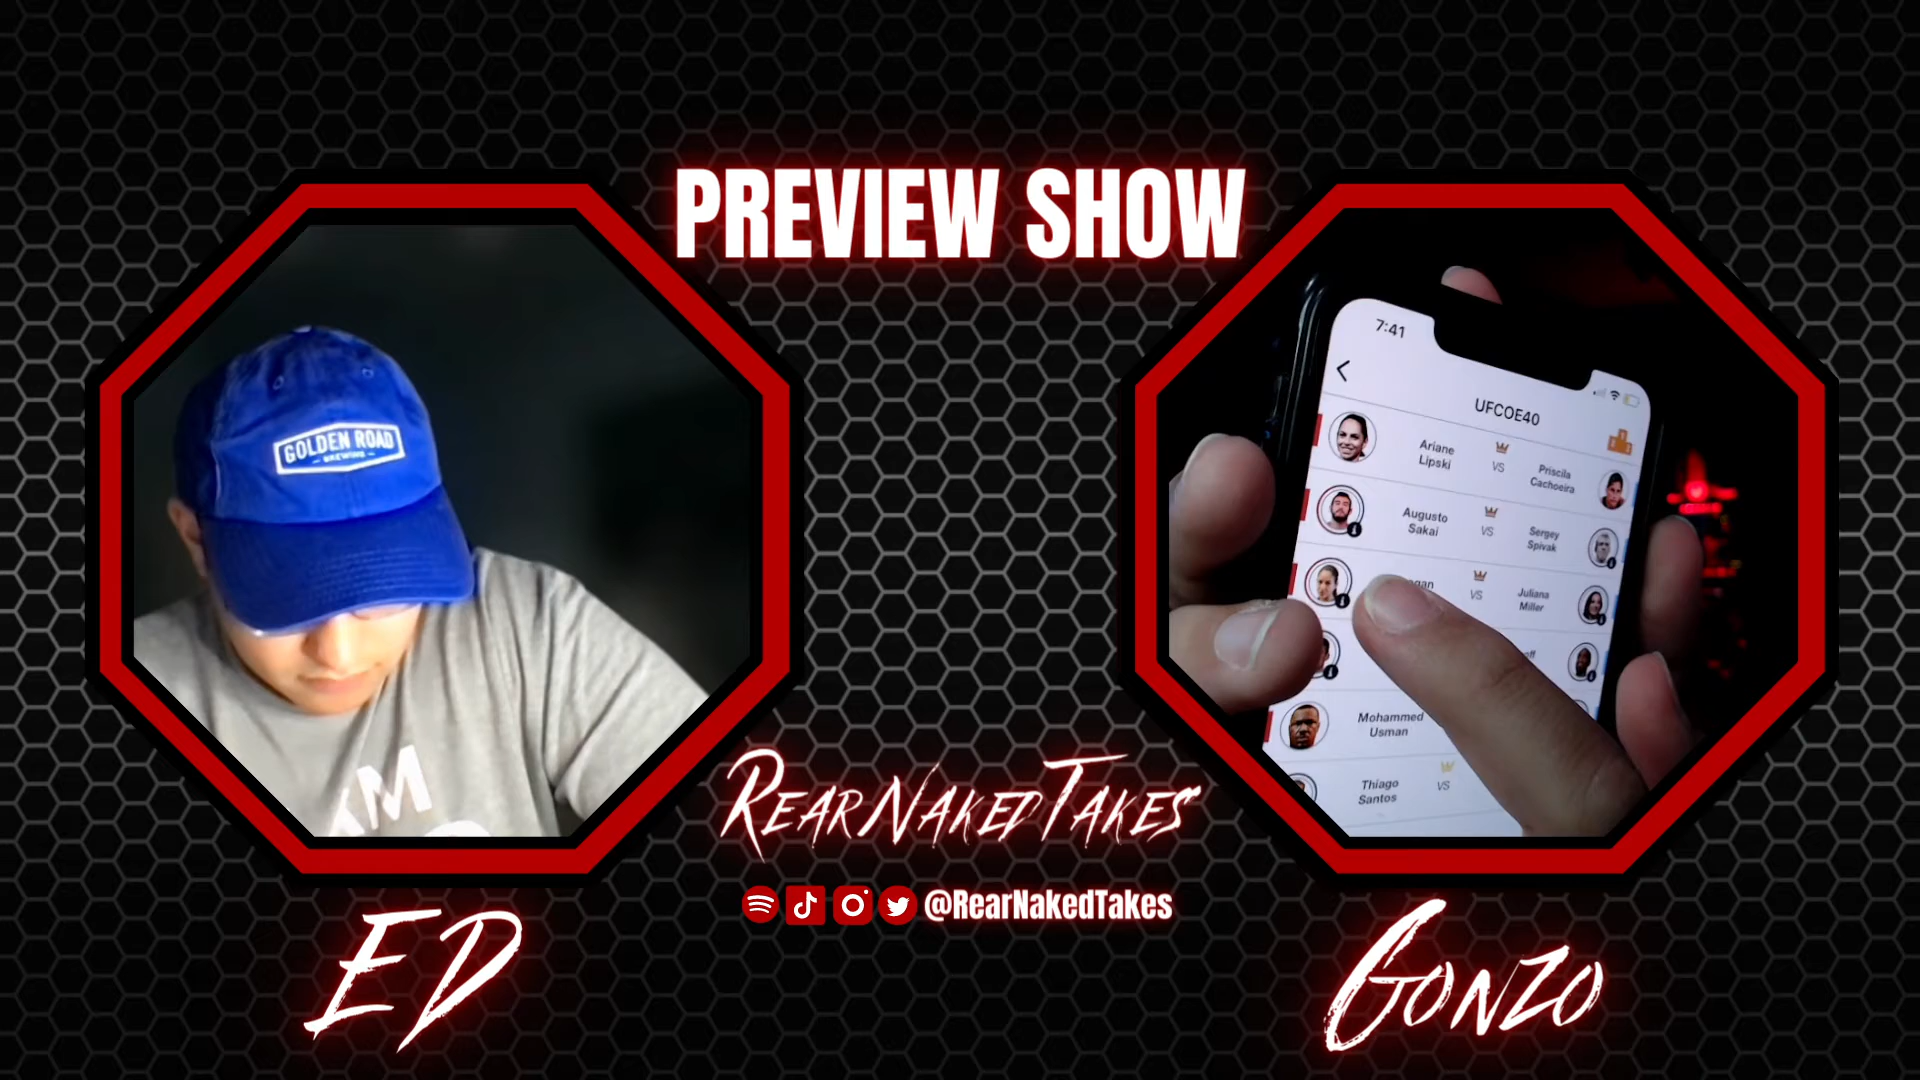 PREVIEW SHOW
GOLDEN ROAD
BREWING
7:41
UFCOE40
Ariane
Lipski
VS
Priscila
Cachoeira
Augusto
Sakai
VS
Sergey
Spivak
VS
Juliana
Miller
Mohammed
Usman
Thiago
Santos
VS
REARNAKEDTAKES
@RearNakedTakes
ED
GONZO